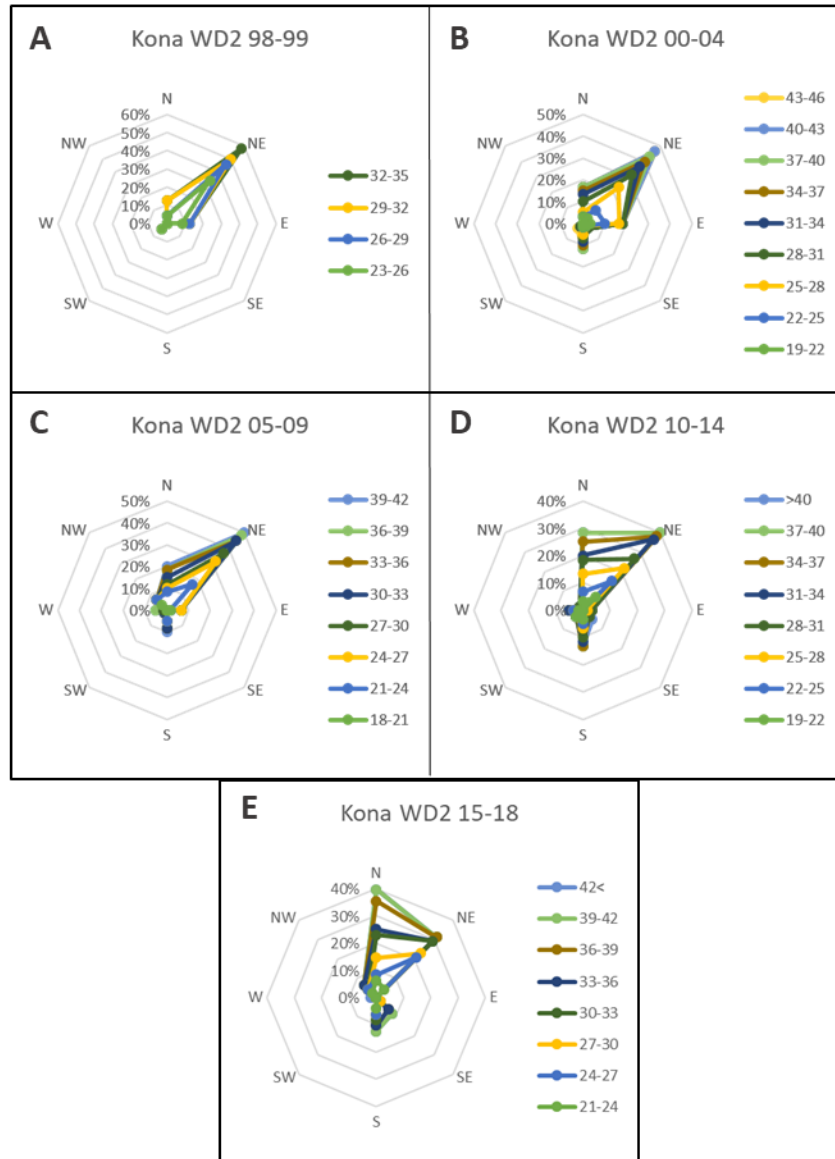 A
Kona WD2 98-99
N
NE
E
SE
S
SW
W
NW
60%
50%
40%
30%
20%
10%
0%
32-35
29-32
26-29
23-26
B
Kona WD2 00-04
N
NE
E
SE
S
SW
W
NW
50%
40%
30%
20%
10%
0%
43-46
40-43
37-40
34-37
31-34
28-31
25-28
22-25
19-22
C
Kona WD2 05-09
N
NE
E
SE
S
SW
W
NW
50%
40%
30%
20%
10%
0%
39-42
36-39
33-36
30-33
27-30
24-27
21-24
18-21
D
Kona WD2 10-14
N
NE
E
SE
S
SW
W
NW
40%
30%
20%
10%
0%
>40
37-40
34-37
31-34
28-31
25-28
22-25
19-22
E
Kona WD2 15-18
N
NE
E
SE
S
SW
W
NW
40%
30%
20%
10%
0%
42<
39-42
36-39
33-36
30-33
27-30
24-27
21-24